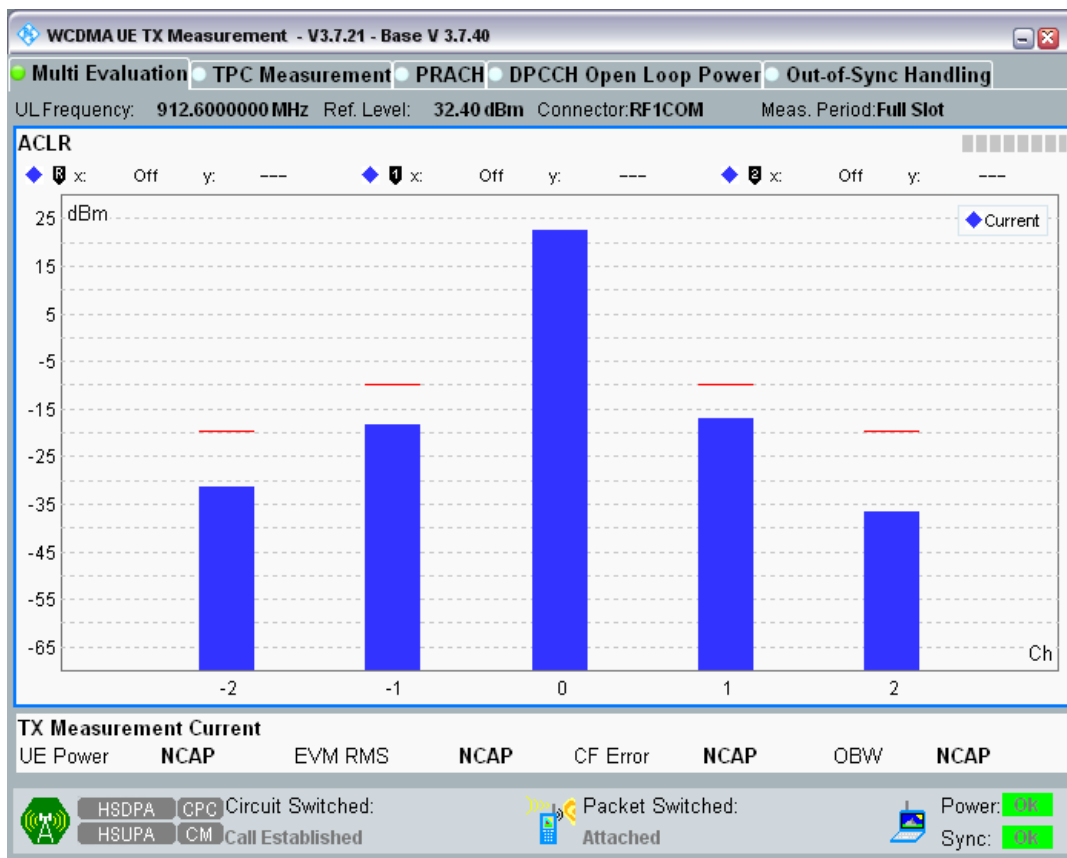 WCDMA UE TX Measurement - V3.7.21 - Base V 3.7.40
Multi Evaluation TPC Measurement PRACH DPCCH Open Loop Power Out-of-Sync Handling
UL Frequency: 912.6000000 MHz Ref. Level: 32.40 dBm Connector:RF1COM Meas. Period:Full Slot
ACLR
R x: Off y: --- 1 x: Off y: --- 2 x: Off y: ---
dBm
Current
25
15
5
-5
-15
-25
-35
-45
-55
-65
Ch
-2 -1 0 1 2
TX Measurement Current
UE Power NCAP EVM RMS NCAP CF Error NCAP OBW NCAP
HSDPA CPC Circuit Switched: Packet Switched: Power: Ok
HSUPA CM Call Established Attached Sync: Ok